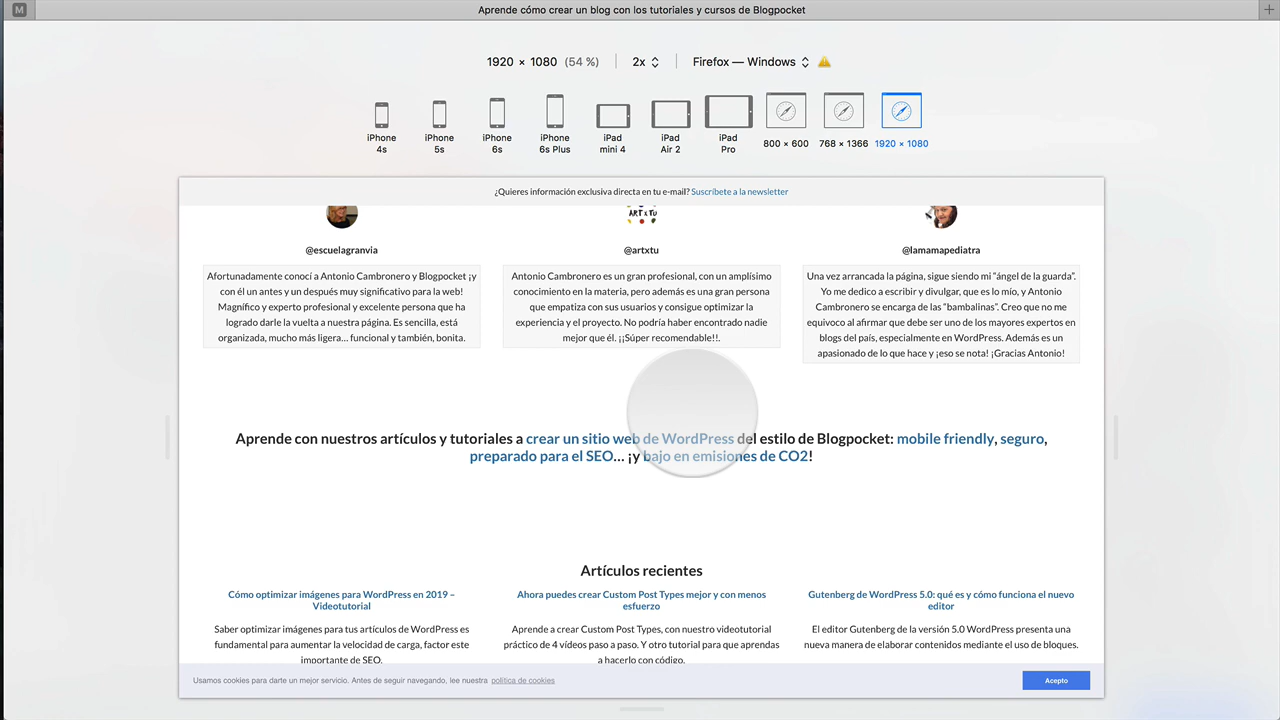 M
Aprende cómo crear un blog con los tutoriales y cursos de Blogpocket
1920 × 1080 (54 %)
2x
Firefox — Windows
iPhone 4s
iPhone 5s
iPhone 6s
iPhone 6s Plus
iPad mini 4
iPad Air 2
iPad Pro
800 × 600
768 × 1366
1920 × 1080
¿Quieres información exclusiva directa en tu e-mail? Suscríbete a la newsletter
ART x TU
@escuelagranvia
Afortunadamente conocí a Antonio Cambronero y Blogpocket ¡y
con él un antes y un después muy significativo para la web!
Magnífico y experto profesional y excelente persona que ha
logrado darle la vuelta a nuestra página. Es sencilla, está
organizada, mucho más ligera... funcional y también, bonita.
@artxtu
Antonio Cambronero es un gran profesional, con un amplísimo
conocimiento en la materia, pero además es una gran persona
que empatiza con sus usuarios y consigue optimizar la
experiencia y el proyecto. No podría haber encontrado nadie
mejor que él. ¡¡Súper recomendable!!.
@lamamapediatra
Una vez arrancada la página, sigue siendo mi “ángel de la guarda”.
Yo me dedico a escribir y divulgar, que es lo mío, y Antonio
Cambronero se encarga de las “bambalinas”. Creo que no me
equivoco al afirmar que debe ser uno de los mayores expertos en
blogs del país, especialmente en WordPress. Además es un
apasionado de lo que hace y ¡eso se nota! ¡Gracias Antonio!
Aprende con nuestros artículos y tutoriales a crear un sitio web de WordPress del estilo de Blogpocket: mobile friendly, seguro,
preparado para el SEO... ¡y bajo en emisiones de CO2!
Artículos recientes
Cómo optimizar imágenes para WordPress en 2019 –
Videotutorial
Saber optimizar imágenes para tus artículos de WordPress es
fundamental para aumentar la velocidad de carga, factor este
importante de SEO.
Ahora puedes crear Custom Post Types mejor y con menos
esfuerzo
Aprende a crear Custom Post Types, con nuestro videotutorial
práctico de 4 vídeos paso a paso. Y otro tutorial para que aprendas
a hacerlo con código.
Gutenberg de WordPress 5.0: qué es y cómo funciona el nuevo
editor
El editor Gutenberg de la versión 5.0 WordPress presenta una
nueva manera de elaborar contenidos mediante el uso de bloques.
Usamos cookies para darte un mejor servicio. Antes de seguir navegando, lee nuestra política de cookies
Acepto